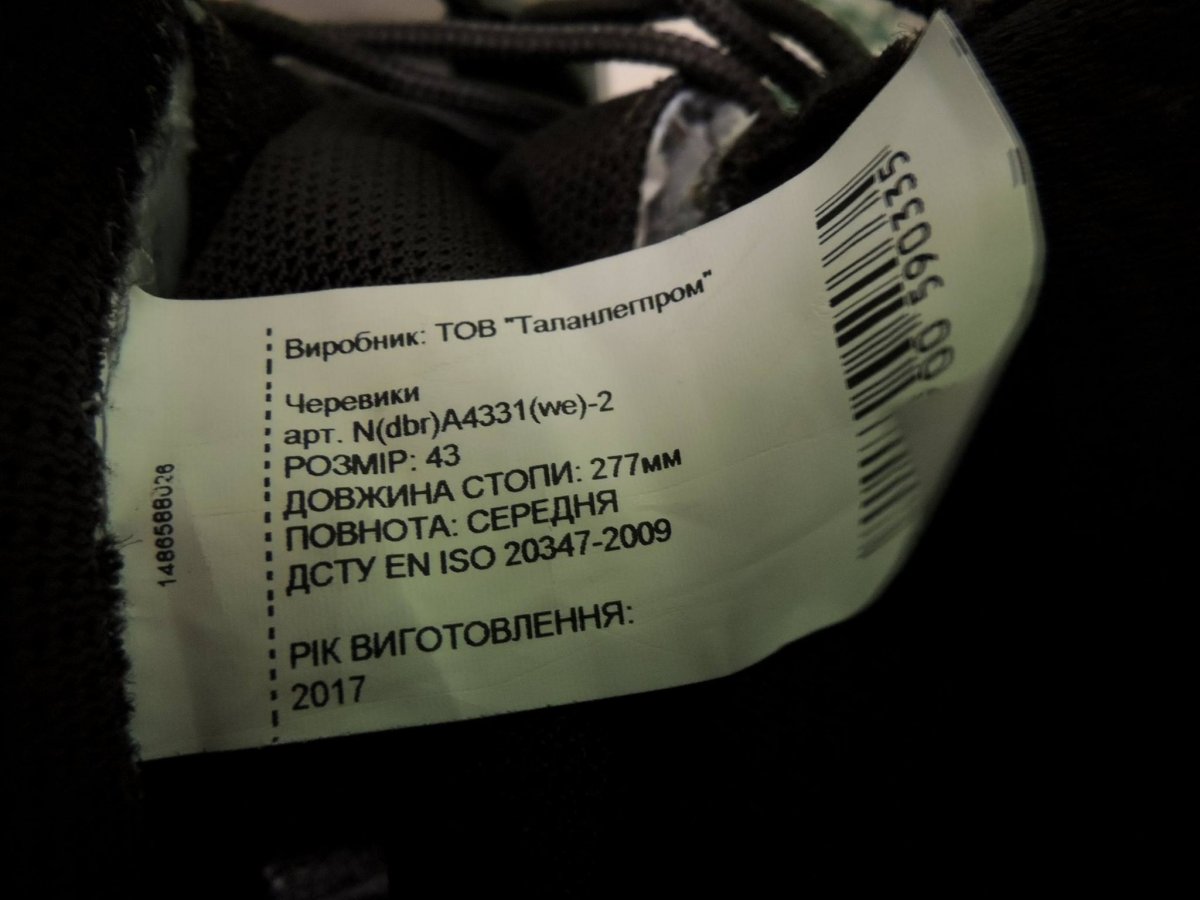 Виробник: ТОВ "Таланлегпром"
Черевики
арт. N(dbr)A4331(we)-2
РОЗМІР: 43
ДОВЖИНА СТОПИ: 277мм
ПОВНОТА: СЕРЕДНЯ
ДСТУ EN ISO 20347-2009
РІК ВИГОТОВЛЕННЯ:
2017